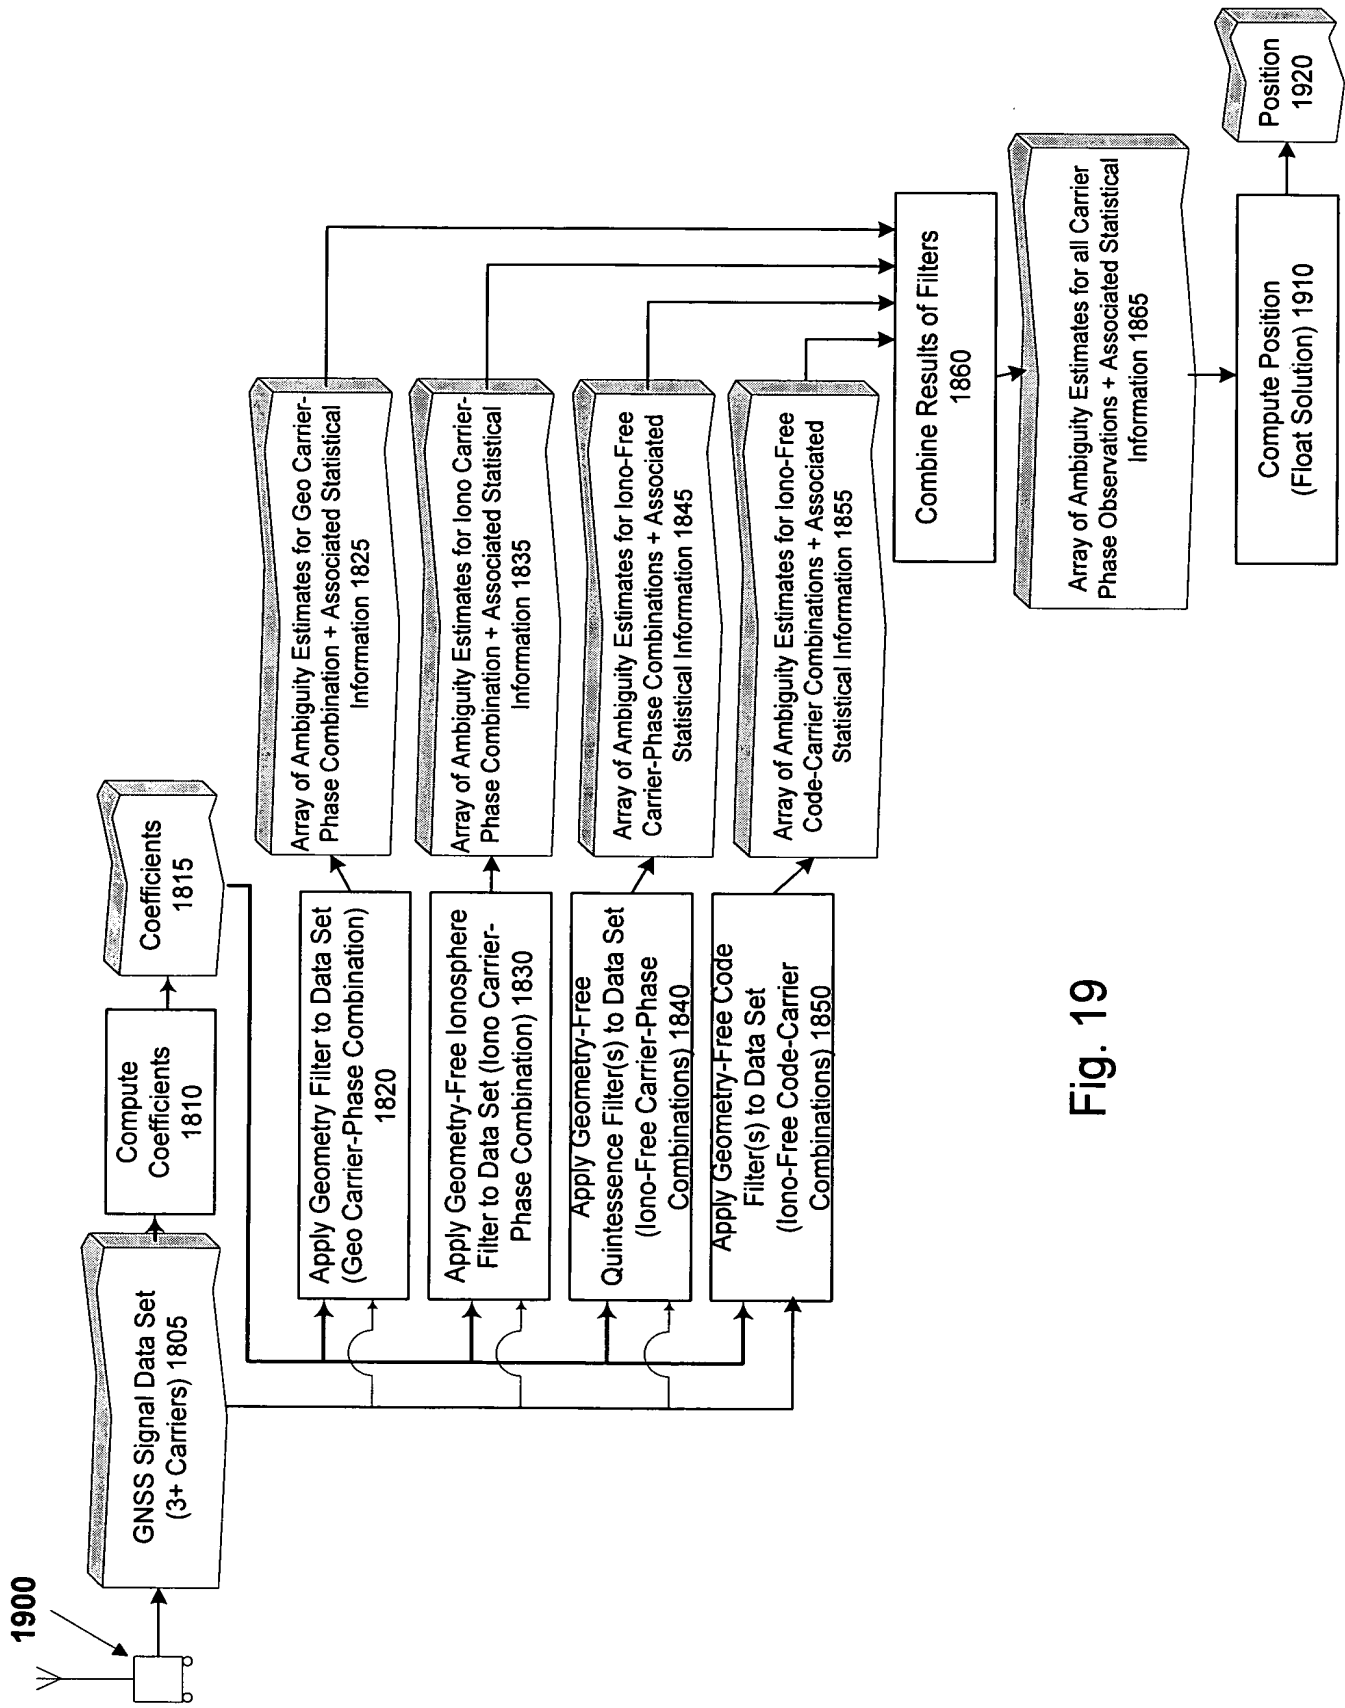 1900
GNSS Signal Data Set
(3+ Carriers) 1805
Compute
Coefficients
1810
Coefficients
1815
Apply Geometry Filter to Data Set
(Geo Carrier-Phase Combination)
1820
Array of Ambiguity Estimates for Geo Carrier-
Phase Combination + Associated Statistical
Information 1825
Apply Geometry-Free Ionosphere
Filter to Data Set (Iono Carrier-
Phase Combination) 1830
Array of Ambiguity Estimates for Iono Carrier-
Phase Combination + Associated Statistical
Information 1835
Apply Geometry-Free
Quintessence Filter(s) to Data Set
(Iono-Free Carrier-Phase
Combinations) 1840
Array of Ambiguity Estimates for Iono-Free
Carrier-Phase Combinations + Associated
Statistical Information 1845
Apply Geometry-Free Code
Filter(s) to Data Set
(Iono-Free Code-Carrier
Combinations) 1850
Array of Ambiguity Estimates for Iono-Free
Code-Carrier Combinations + Associated
Statistical Information 1855
Combine Results of Filters
1860
Array of Ambiguity Estimates for all Carrier
Phase Observations + Associated Statistical
Information 1865
Compute Position
(Float Solution) 1910
Position
1920
Fig. 19